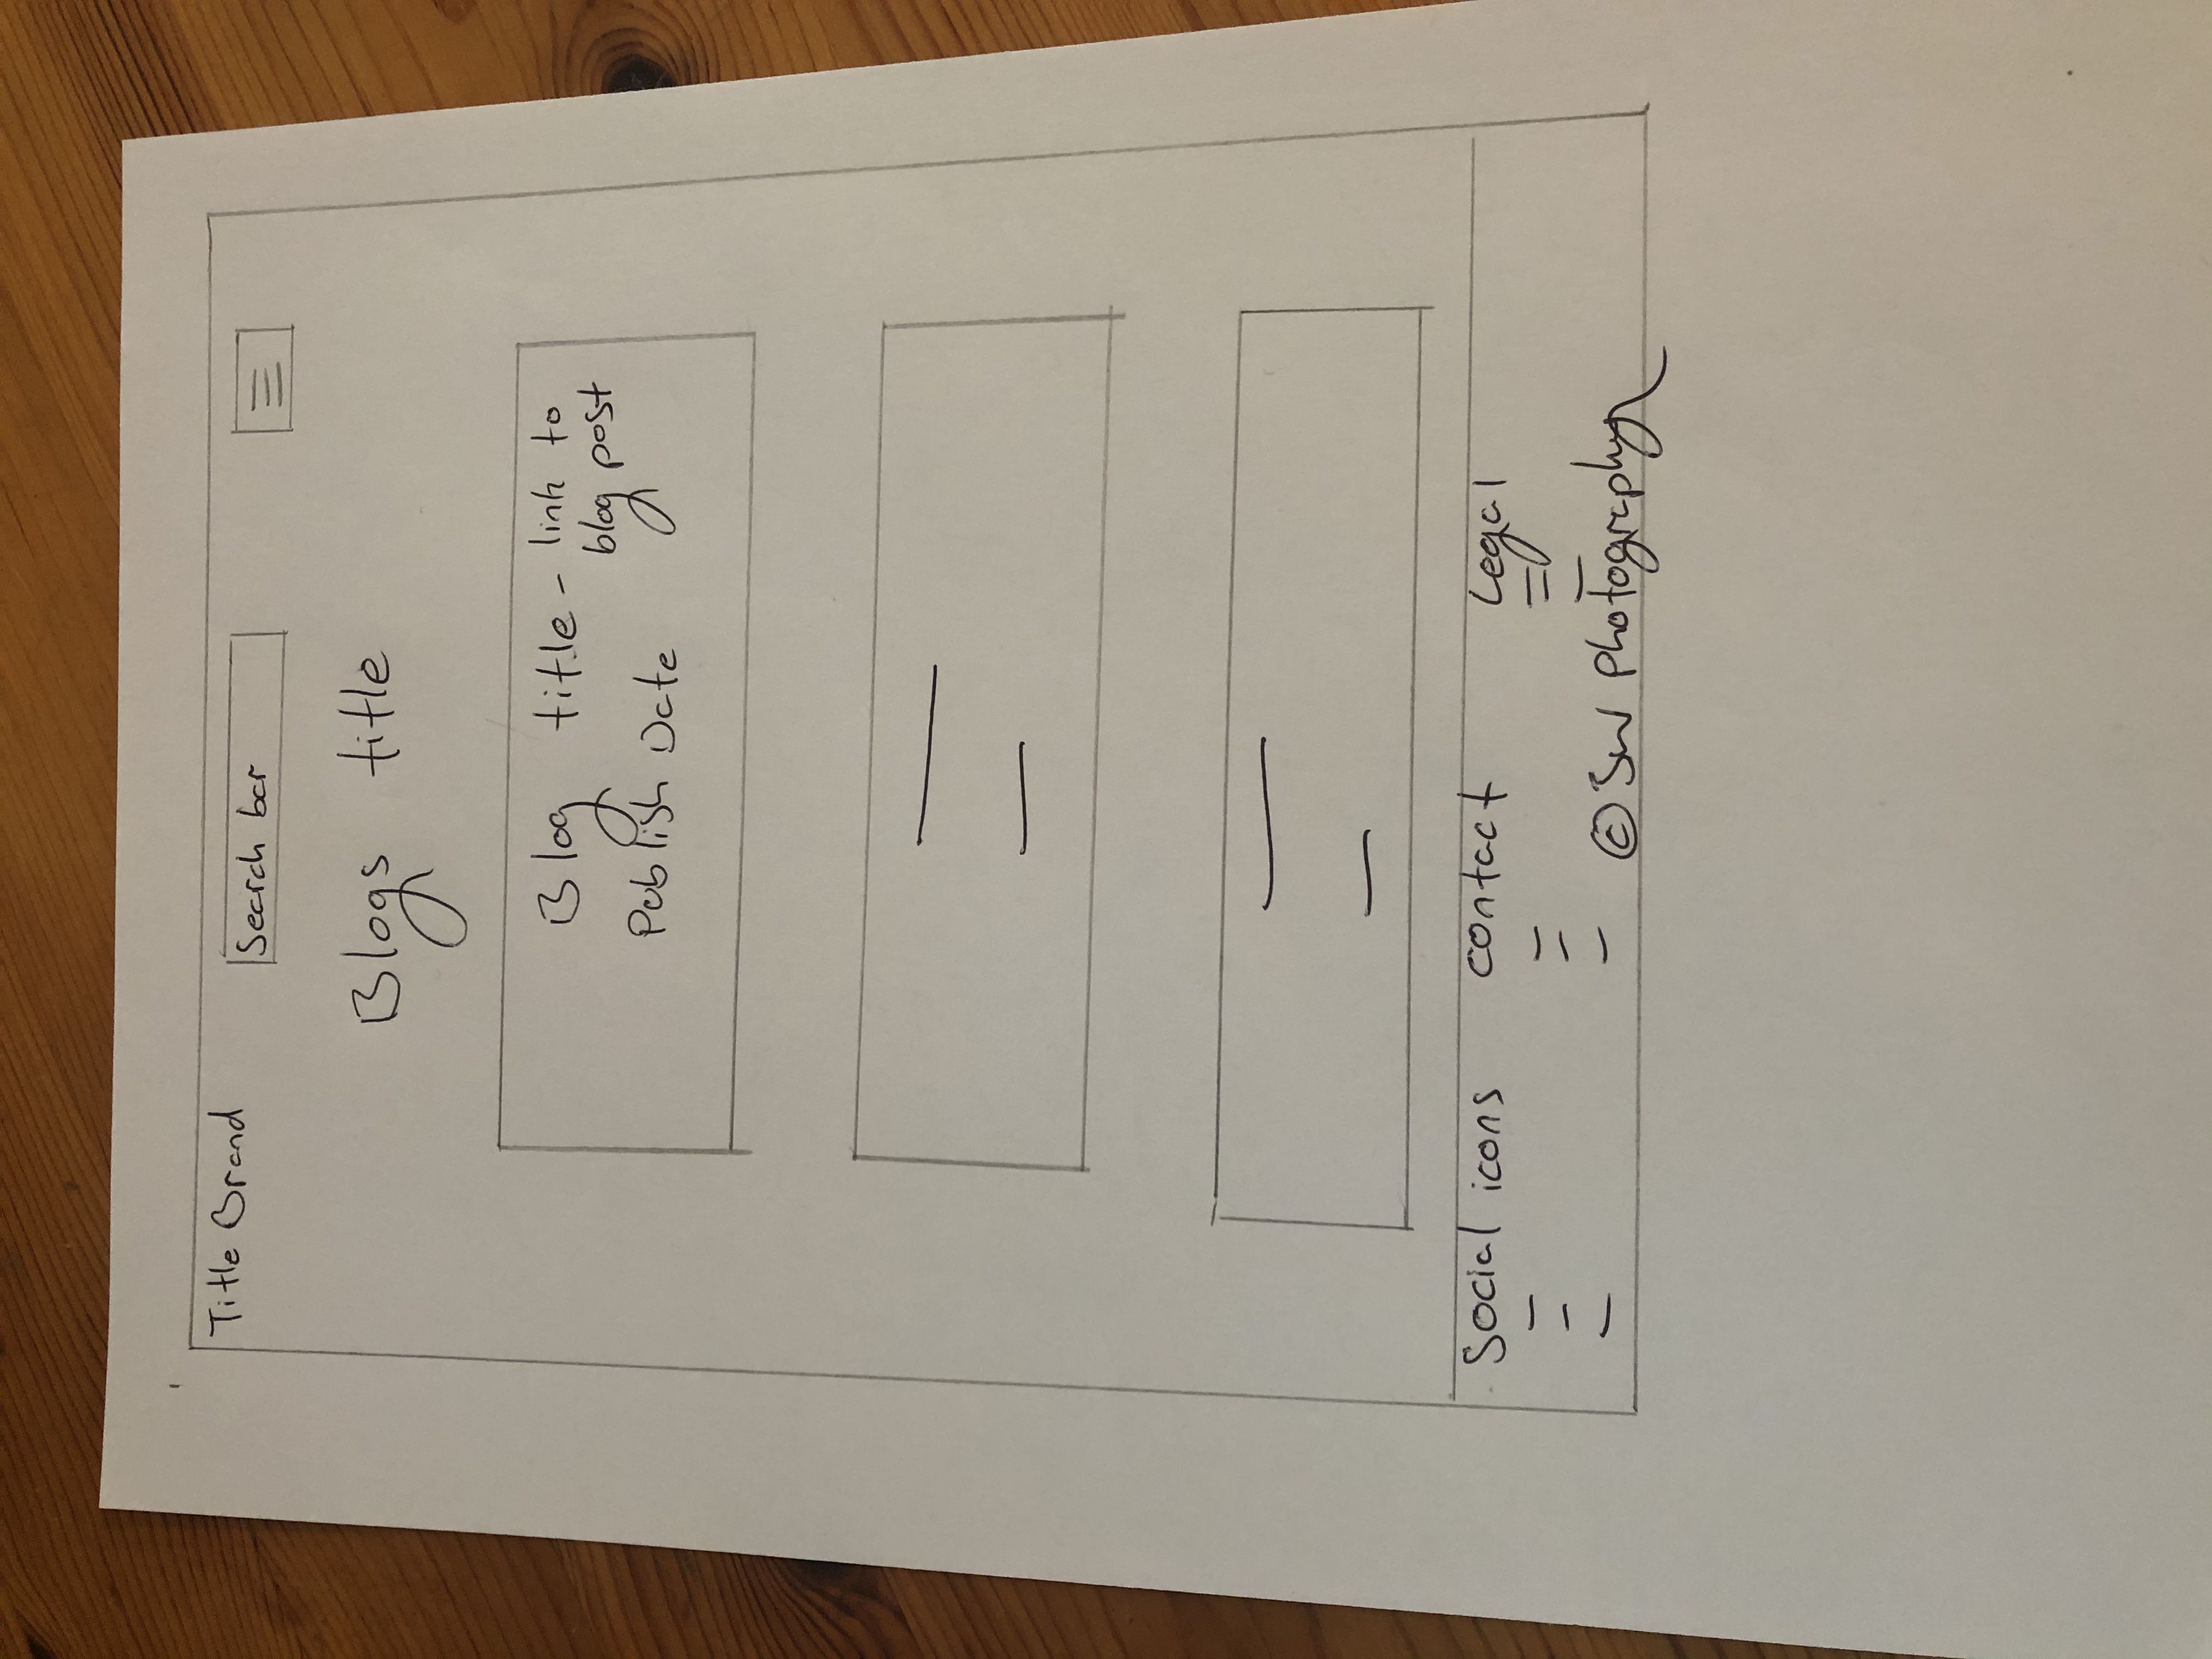 Title Brand
Search bar
Blogs title
Blog title - link to
blog post
Publish Date
Social icons
contact
Legal
© SW Photography